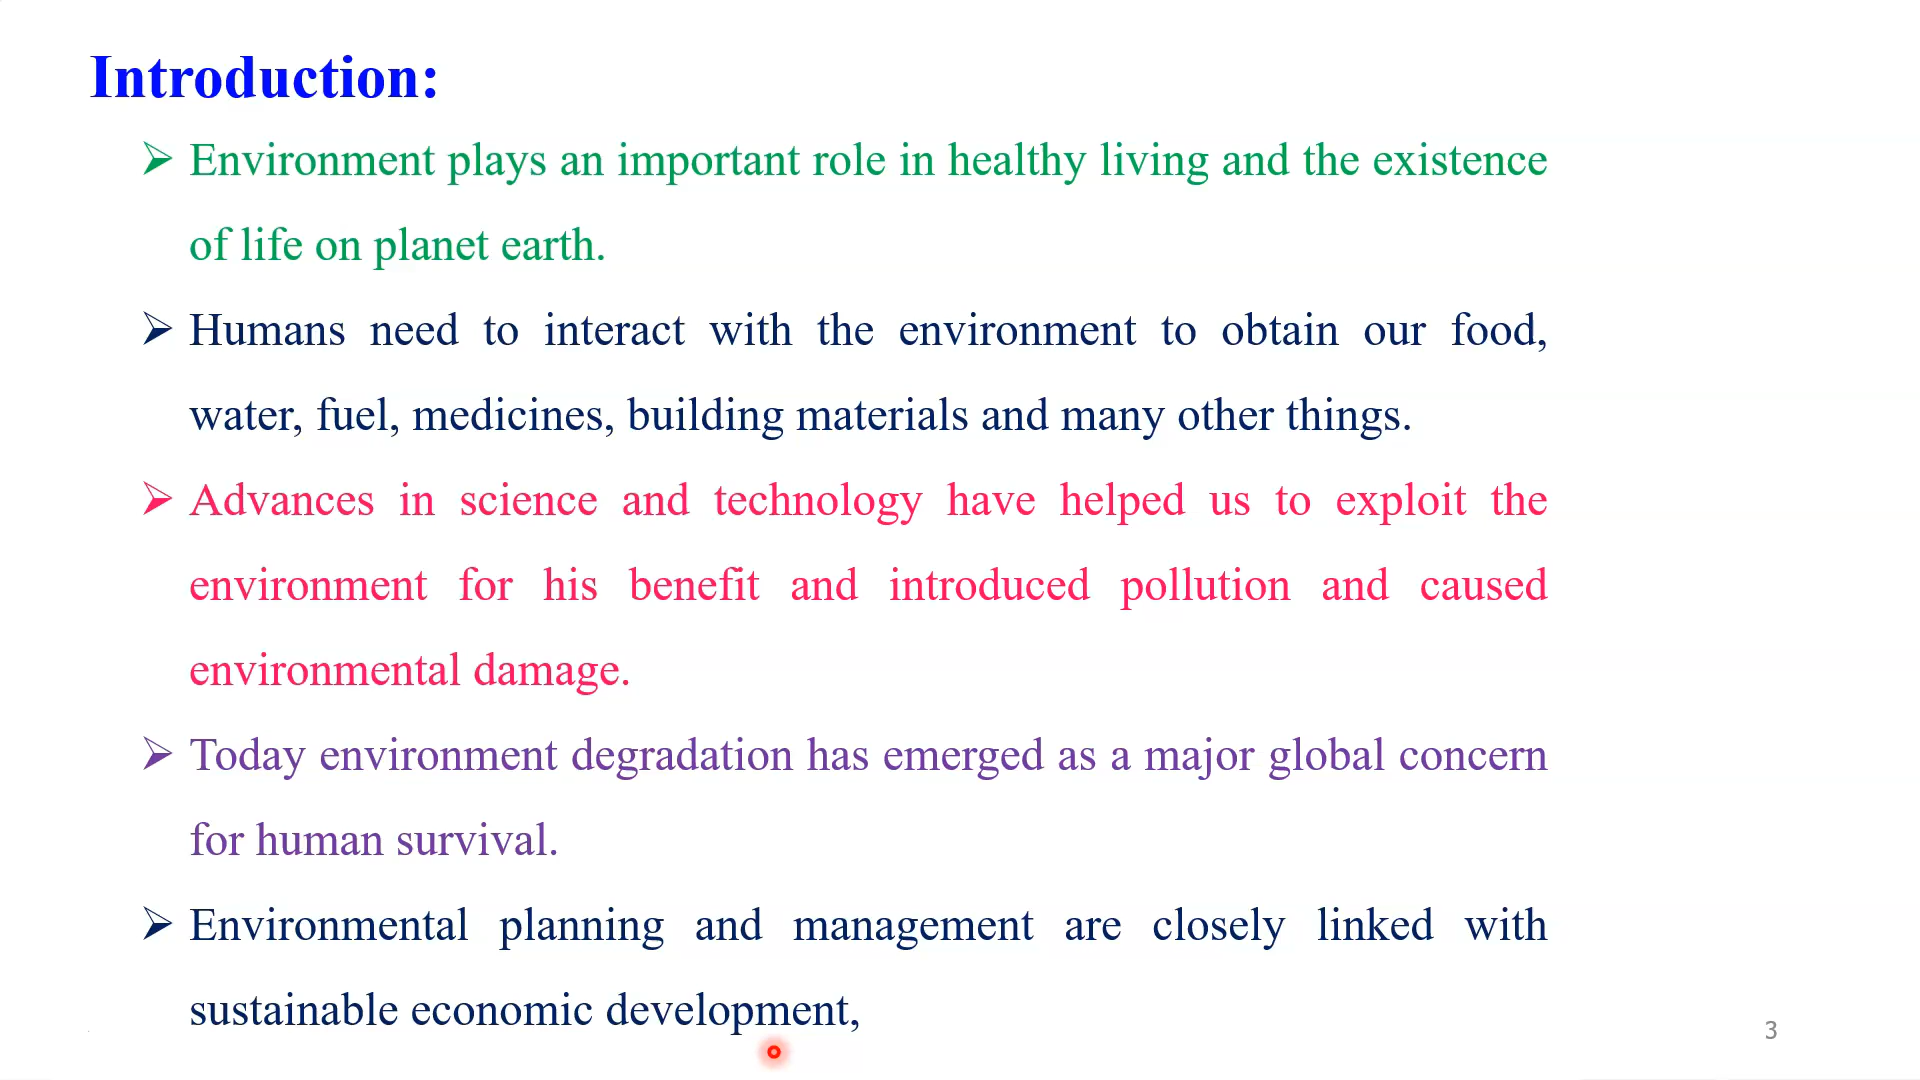 Introduction:
➢ Environment plays an important role in healthy living and the existence
of life on planet earth.
➢ Humans need to interact with the environment to obtain our food,
water, fuel, medicines, building materials and many other things.
➢ Advances in science and technology have helped us to exploit the
environment for his benefit and introduced pollution and caused
environmental damage.
➢ Today environment degradation has emerged as a major global concern
for human survival.
➢ Environmental planning and management are closely linked with
sustainable economic development,
3